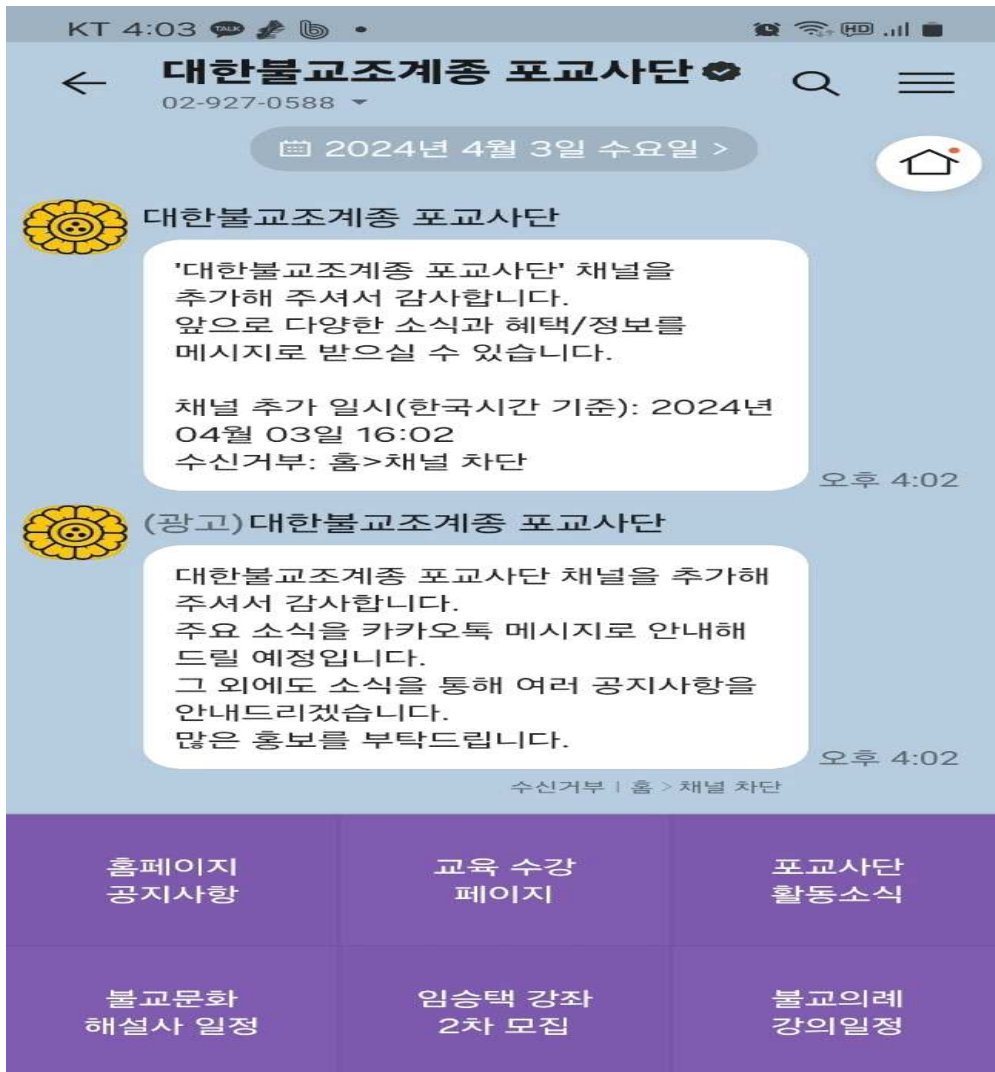 KT 4:03 TALK
HD
대한불교조계종 포교사단
02-927-0588
2024년 4월 3일 수요일 >
대한불교조계종 포교사단
'대한불교조계종 포교사단' 채널을
추가해 주셔서 감사합니다.
앞으로 다양한 소식과 혜택/정보를
메시지로 받으실 수 있습니다.
채널 추가 일시(한국시간 기준): 2024년
04월 03일 16:02
수신거부: 홈>채널 차단
오후 4:02
(광고)대한불교조계종 포교사단
대한불교조계종 포교사단 채널을 추가해
주셔서 감사합니다.
주요 소식을 카카오톡 메시지로 안내해
드릴 예정입니다.
그 외에도 소식을 통해 여러 공지사항을
안내드리겠습니다.
많은 홍보를 부탁드립니다.
오후 4:02
수신거부 | 홈 > 채널 차단
홈페이지
공지사항
교육 수강
페이지
포교사단
활동소식
불교문화
해설사 일정
임승택 강좌
2차 모집
불교의례
강의일정